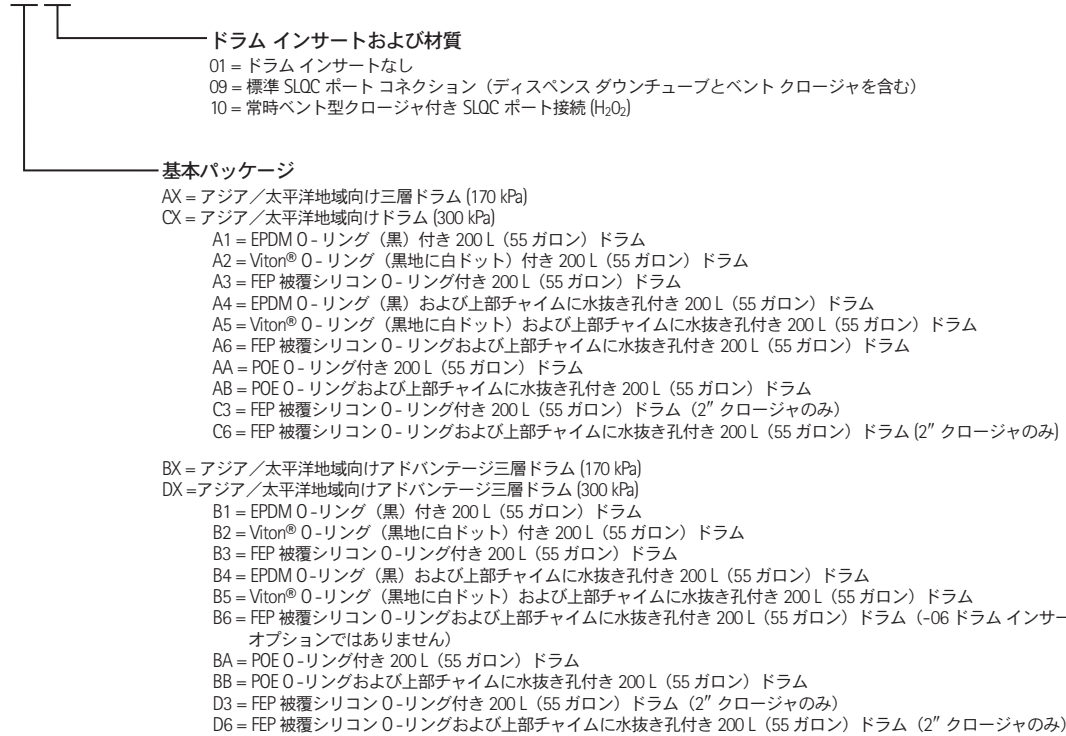 ドラム インサートおよび材質
01 = ドラム インサートなし
09 = 標準 SLQC ポート コネクション（ディスペンス ダウンチューブとベント クロージャを含む）
10 = 常時ベント型クロージャ付き SLQC ポート接続 (H₂O₂)
基本パッケージ
AX = アジア／太平洋地域向け三層ドラム (170 kPa)
CX = アジア／太平洋地域向けドラム (300 kPa)
A1 = EPDM O - リング（黒）付き 200 L（55 ガロン）ドラム
A2 = Viton® O - リング（黒地に白ドット）付き 200 L（55 ガロン）ドラム
A3 = FEP 被覆シリコン O - リング付き 200 L（55 ガロン）ドラム
A4 = EPDM O - リング（黒）および上部チャイムに水抜き孔付き 200 L（55 ガロン）ドラム
A5 = Viton® O - リング（黒地に白ドット）および上部チャイムに水抜き孔付き 200 L（55 ガロン）ドラム
A6 = FEP 被覆シリコン O - リングおよび上部チャイムに水抜き孔付き 200 L（55 ガロン）ドラム
AA = POE O - リング付き 200 L（55 ガロン）ドラム
AB = POE O - リングおよび上部チャイムに水抜き孔付き 200 L（55 ガロン）ドラム
C3 = FEP 被覆シリコン O - リング付き 200 L（55 ガロン）ドラム（2″ クロージャのみ）
C6 = FEP 被覆シリコン O - リングおよび上部チャイムに水抜き孔付き 200 L（55 ガロン）ドラム (2″ クロージャのみ)
BX = アジア／太平洋地域向けアドバンテージ三層ドラム (170 kPa)
DX =アジア／太平洋地域向けアドバンテージ三層ドラム (300 kPa)
B1 = EPDM O -リング（黒）付き 200 L（55 ガロン）ドラム
B2 = Viton® O -リング（黒地に白ドット）付き 200 L（55 ガロン）ドラム
B3 = FEP 被覆シリコン O -リング付き 200 L（55 ガロン）ドラム
B4 = EPDM O -リング（黒）および上部チャイムに水抜き孔付き 200 L（55 ガロン）ドラム
B5 = Viton® O -リング（黒地に白ドット）および上部チャイムに水抜き孔付き 200 L（55 ガロン）ドラム
B6 = FEP 被覆シリコン O -リングおよび上部チャイムに水抜き孔付き 200 L（55 ガロン）ドラム（-06 ドラム インサー
オプションではありません）
BA = POE O -リング付き 200 L（55 ガロン）ドラム
BB = POE O -リングおよび上部チャイムに水抜き孔付き 200 L（55 ガロン）ドラム
D3 = FEP 被覆シリコン O -リング付き 200 L（55 ガロン）ドラム（2″ クロージャのみ）
D6 = FEP 被覆シリコン O -リングおよび上部チャイムに水抜き孔付き 200 L（55 ガロン）ドラム（2″ クロージャのみ）